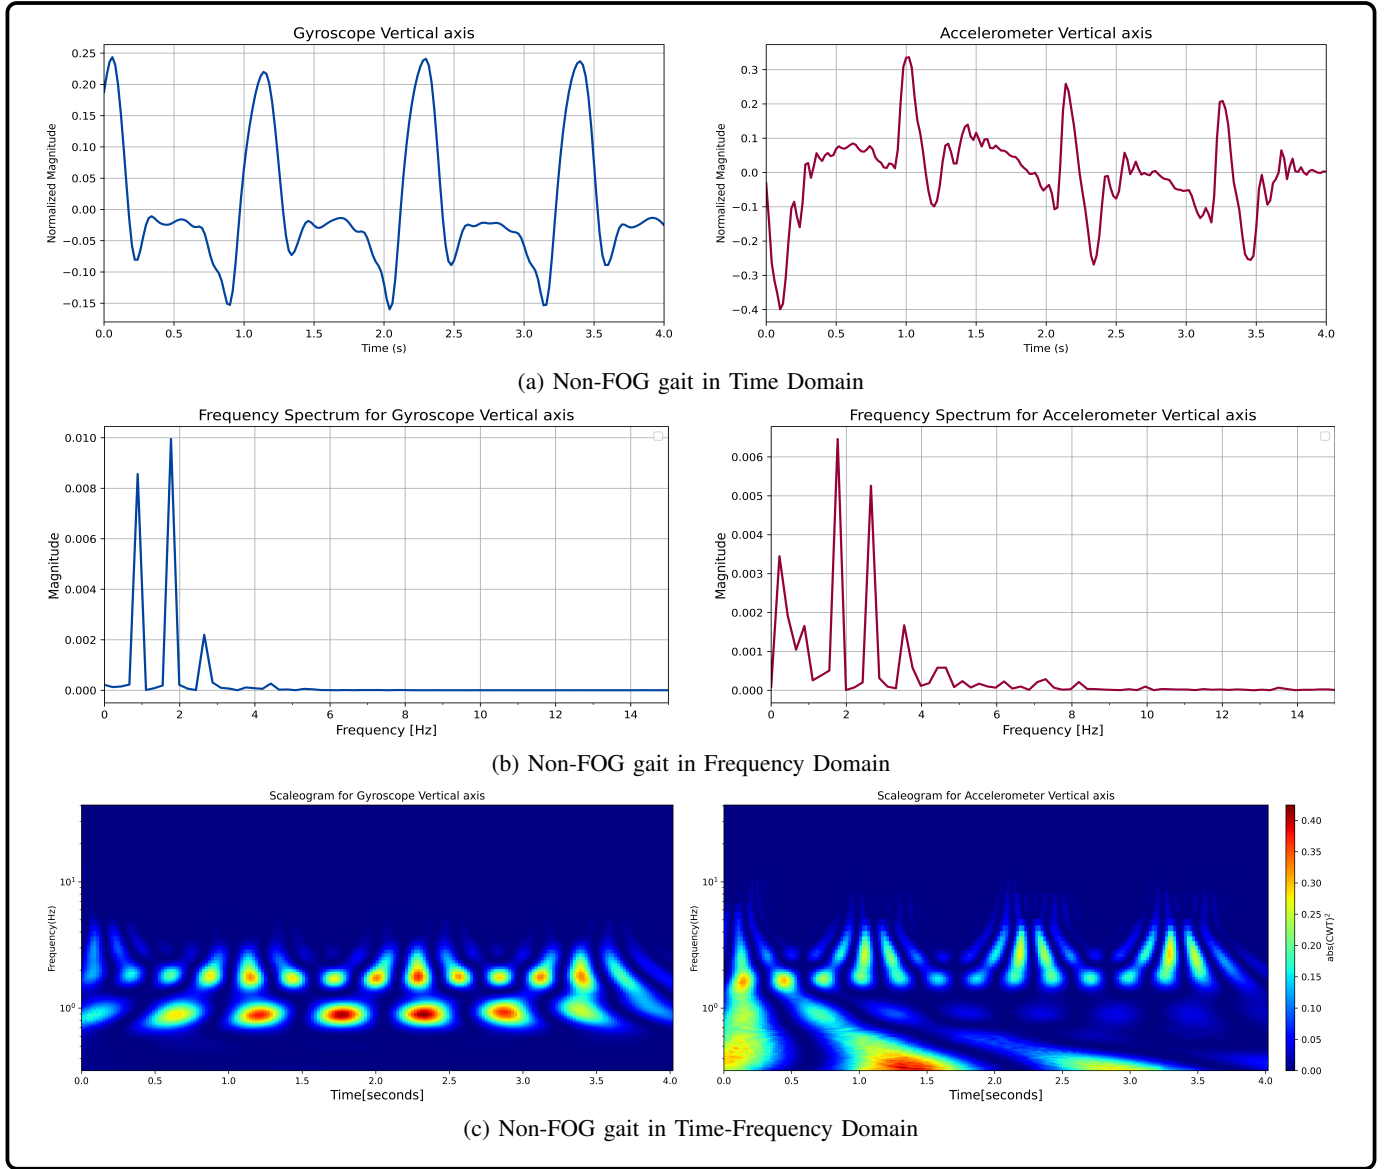 Gyroscope Vertical axis
Normalized Magnitude
0.25
0.20
0.15
0.10
0.05
0.00
−0.05
−0.10
−0.15
0.0 0.5 1.0 1.5 2.0 2.5 3.0 3.5 4.0
Time (s)
Accelerometer Vertical axis
Normalized Magnitude
0.3
0.2
0.1
0.0
−0.1
−0.2
−0.3
−0.4
0.0 0.5 1.0 1.5 2.0 2.5 3.0 3.5 4.0
Time (s)
(a) Non-FOG gait in Time Domain
Frequency Spectrum for Gyroscope Vertical axis
Magnitude
0.010
0.008
0.006
0.004
0.002
0.000
0 2 4 6 8 10 12 14
Frequency [Hz]
Frequency Spectrum for Accelerometer Vertical axis
Magnitude
0.006
0.005
0.004
0.003
0.002
0.001
0.000
0 2 4 6 8 10 12 14
Frequency [Hz]
(b) Non-FOG gait in Frequency Domain
Scaleogram for Gyroscope Vertical axis
Frequency(Hz)
10¹
10⁰
0.0 0.5 1.0 1.5 2.0 2.5 3.0 3.5 4.0
Time[seconds]
Scaleogram for Accelerometer Vertical axis
Frequency(Hz)
10¹
10⁰
0.0 0.5 1.0 1.5 2.0 2.5 3.0 3.5 4.0
Time[seconds]
0.40
0.35
0.30
0.25
0.20
0.15
0.10
0.05
0.00
abs(CWT)²
(c) Non-FOG gait in Time-Frequency Domain